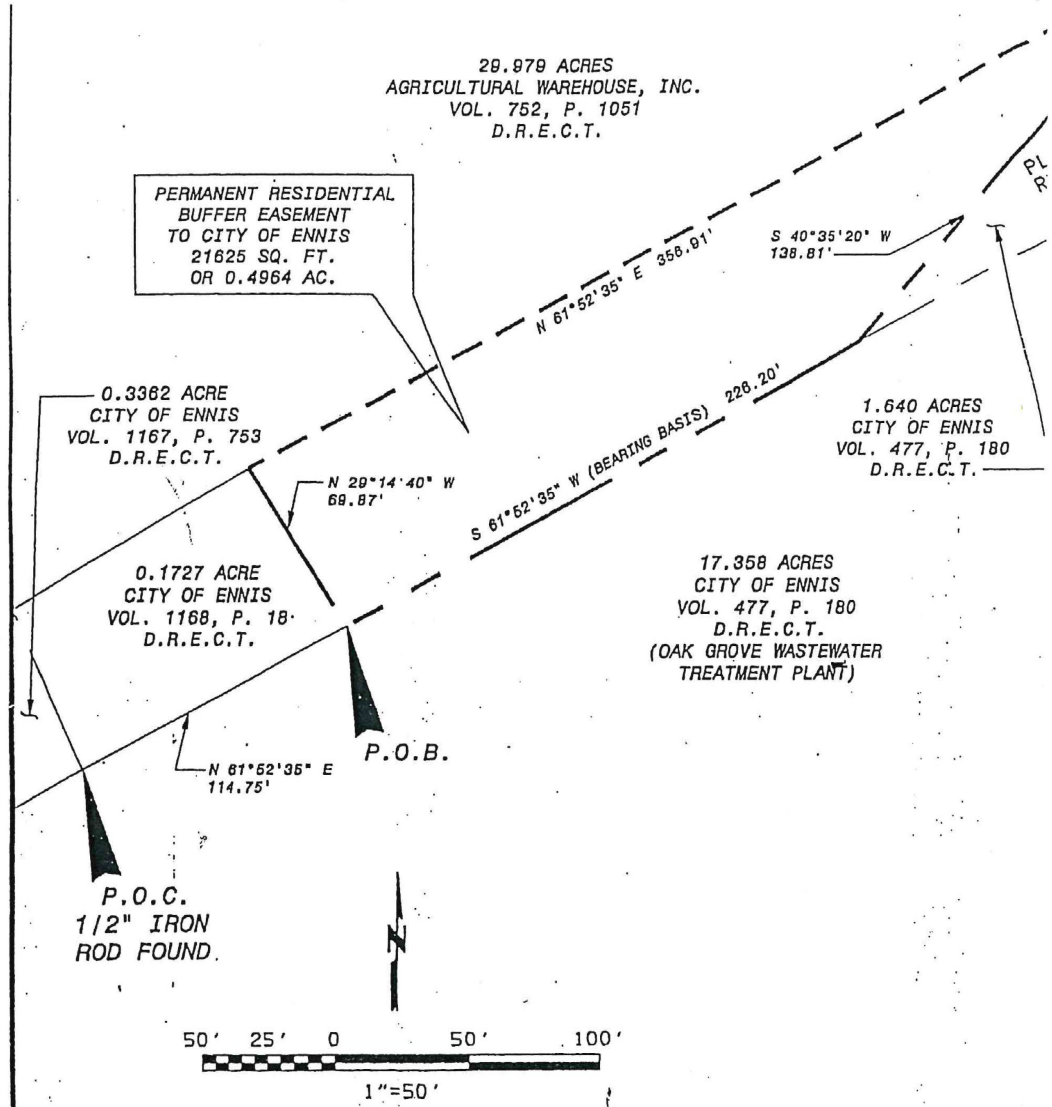 29.979 ACRES
AGRICULTURAL WAREHOUSE, INC.
VOL. 752, P. 1051
D.R.E.C.T.
PERMANENT RESIDENTIAL
BUFFER EASEMENT
TO CITY OF ENNIS
21625 SQ. FT.
OR 0.4964 AC.
PL
R
S 40°35'20" W
138.81'
N 61°52'35" E 356.91'
0.3362 ACRE
CITY OF ENNIS
VOL. 1167, P. 753
D.R.E.C.T.
S 61°52'35" W (BEARING BASIS) 226.20'
1.640 ACRES
CITY OF ENNIS
VOL. 477, P. 180
D.R.E.C.T.
N 29°14'40" W
69.87'
0.1727 ACRE
CITY OF ENNIS
VOL. 1168, P. 18
D.R.E.C.T.
17.358 ACRES
CITY OF ENNIS
VOL. 477, P. 180
D.R.E.C.T.
(OAK GROVE WASTEWATER
TREATMENT PLANT)
P.O.B.
N 61°52'35" E
114.75'
P.O.C.
1/2" IRON
ROD FOUND.
N
50' 25' 0 50' 100'
1"=50'